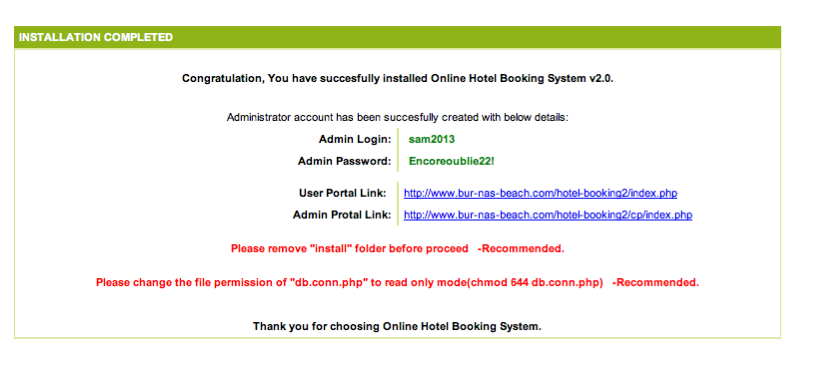 INSTALLATION COMPLETED
Congratulation, You have succesfully installed Online Hotel Booking System v2.0.
Administrator account has been succesfully created with below details:
Admin Login: sam2013
Admin Password: Encoreoublie22!
User Portal Link: http://www.bur-nas-beach.com/hotel-booking2/index.php
Admin Protal Link: http://www.bur-nas-beach.com/hotel-booking2/cp/index.php
Please remove "install" folder before proceed -Recommended.
Please change the file permission of "db.conn.php" to read only mode(chmod 644 db.conn.php) -Recommended.
Thank you for choosing Online Hotel Booking System.